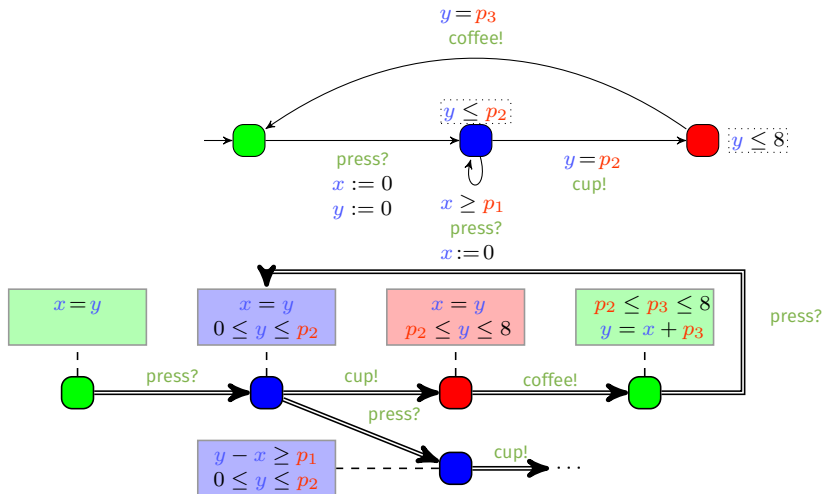 y = p₃
coffee!
y ≤ p₂
y ≤ 8
press?
x := 0
y := 0
y = p₂
cup!
x ≥ p₁
press?
x := 0
x = y
x = y
0 ≤ y ≤ p₂
x = y
p₂ ≤ y ≤ 8
p₂ ≤ p₃ ≤ 8
y = x + p₃
press?
press?
cup!
coffee!
press?
y − x ≥ p₁
0 ≤ y ≤ p₂
cup!
· · ·